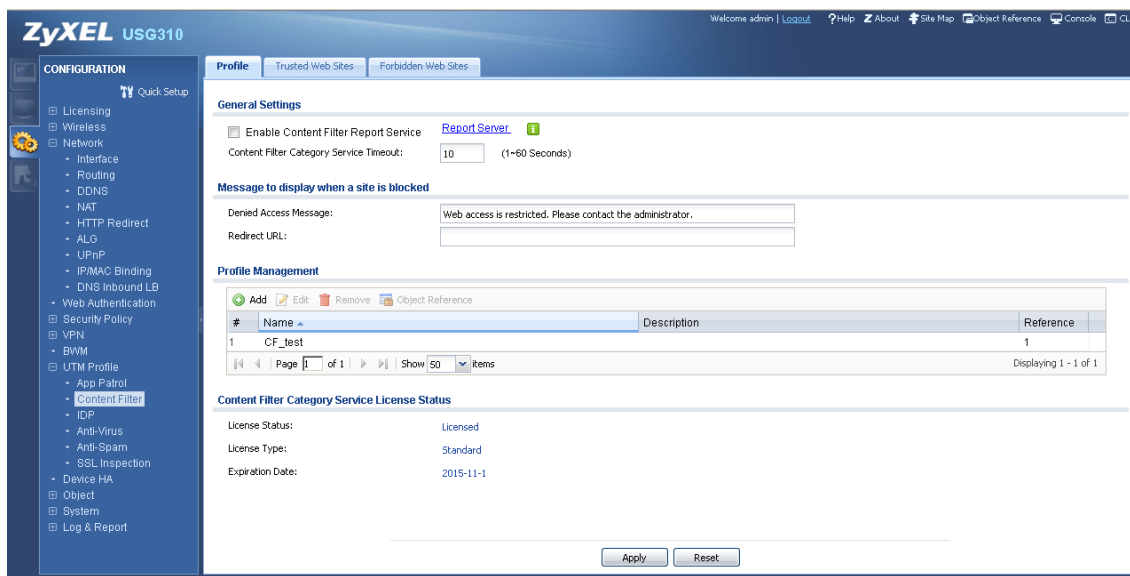 Welcome admin | Logout ?Help Z About Site Map Object Reference Console CL
ZyXEL USG310
CONFIGURATION
Quick Setup
Licensing
Wireless
Network
Interface
Routing
DDNS
NAT
HTTP Redirect
ALG
UPnP
IP/MAC Binding
DNS Inbound LB
Web Authentication
Security Policy
VPN
BWM
UTM Profile
App Patrol
Content Filter
IDP
Anti-Virus
Anti-Spam
SSL Inspection
Device HA
Object
System
Log & Report
Profile Trusted Web Sites Forbidden Web Sites
General Settings
Enable Content Filter Report Service Report Server i
Content Filter Category Service Timeout: 10 (1~60 Seconds)
Message to display when a site is blocked
Denied Access Message: Web access is restricted. Please contact the administrator.
Redirect URL:
Profile Management
Add Edit Remove Object Reference
# Name Description Reference
1 CF_test 1
Page 1 of 1 Show 50 items Displaying 1 - 1 of 1
Content Filter Category Service License Status
License Status: Licensed
License Type: Standard
Expiration Date: 2015-11-1
Apply Reset